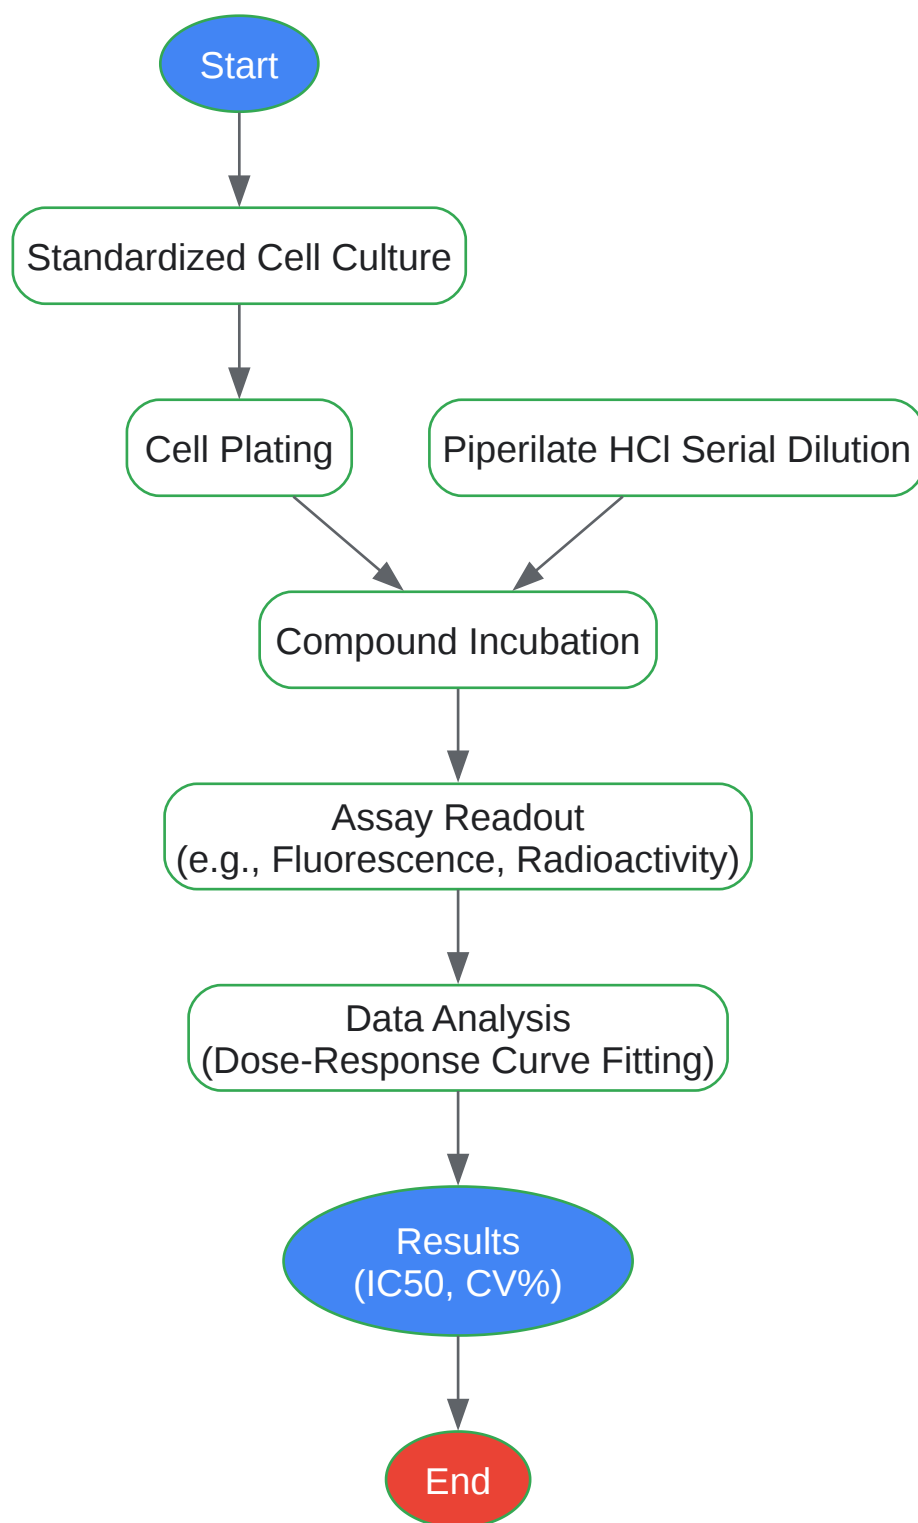 Start
Standardized Cell Culture
Cell Plating
Piperilate HCl Serial Dilution
Compound Incubation
Assay Readout
(e.g., Fluorescence, Radioactivity)
Data Analysis
(Dose-Response Curve Fitting)
Results
(IC50, CV%)
End